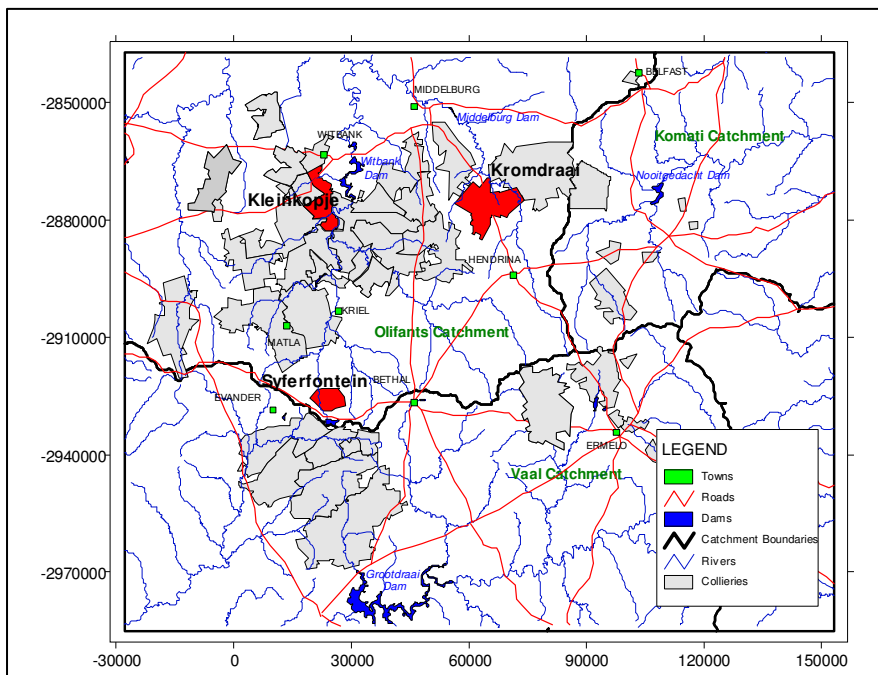 -2850000
-2880000
-2910000
-2940000
-2970000
-30000
0
30000
60000
90000
120000
150000
BELFAST
MIDDELBURG
Middelburg Dam
Komati Catchment
WITBANK
Witbank
Dam
Kromdraai
Nooitgedacht Dam
Kleinkopje
HENDRINA
KRIEL
Olifants Catchment
MATLA
Syferfontein
BETHAL
EVANDER
ERMELO
Vaal Catchment
Grootdraai
Dam
LEGEND
Towns
Roads
Dams
Catchment Boundaries
Rivers
Collieries